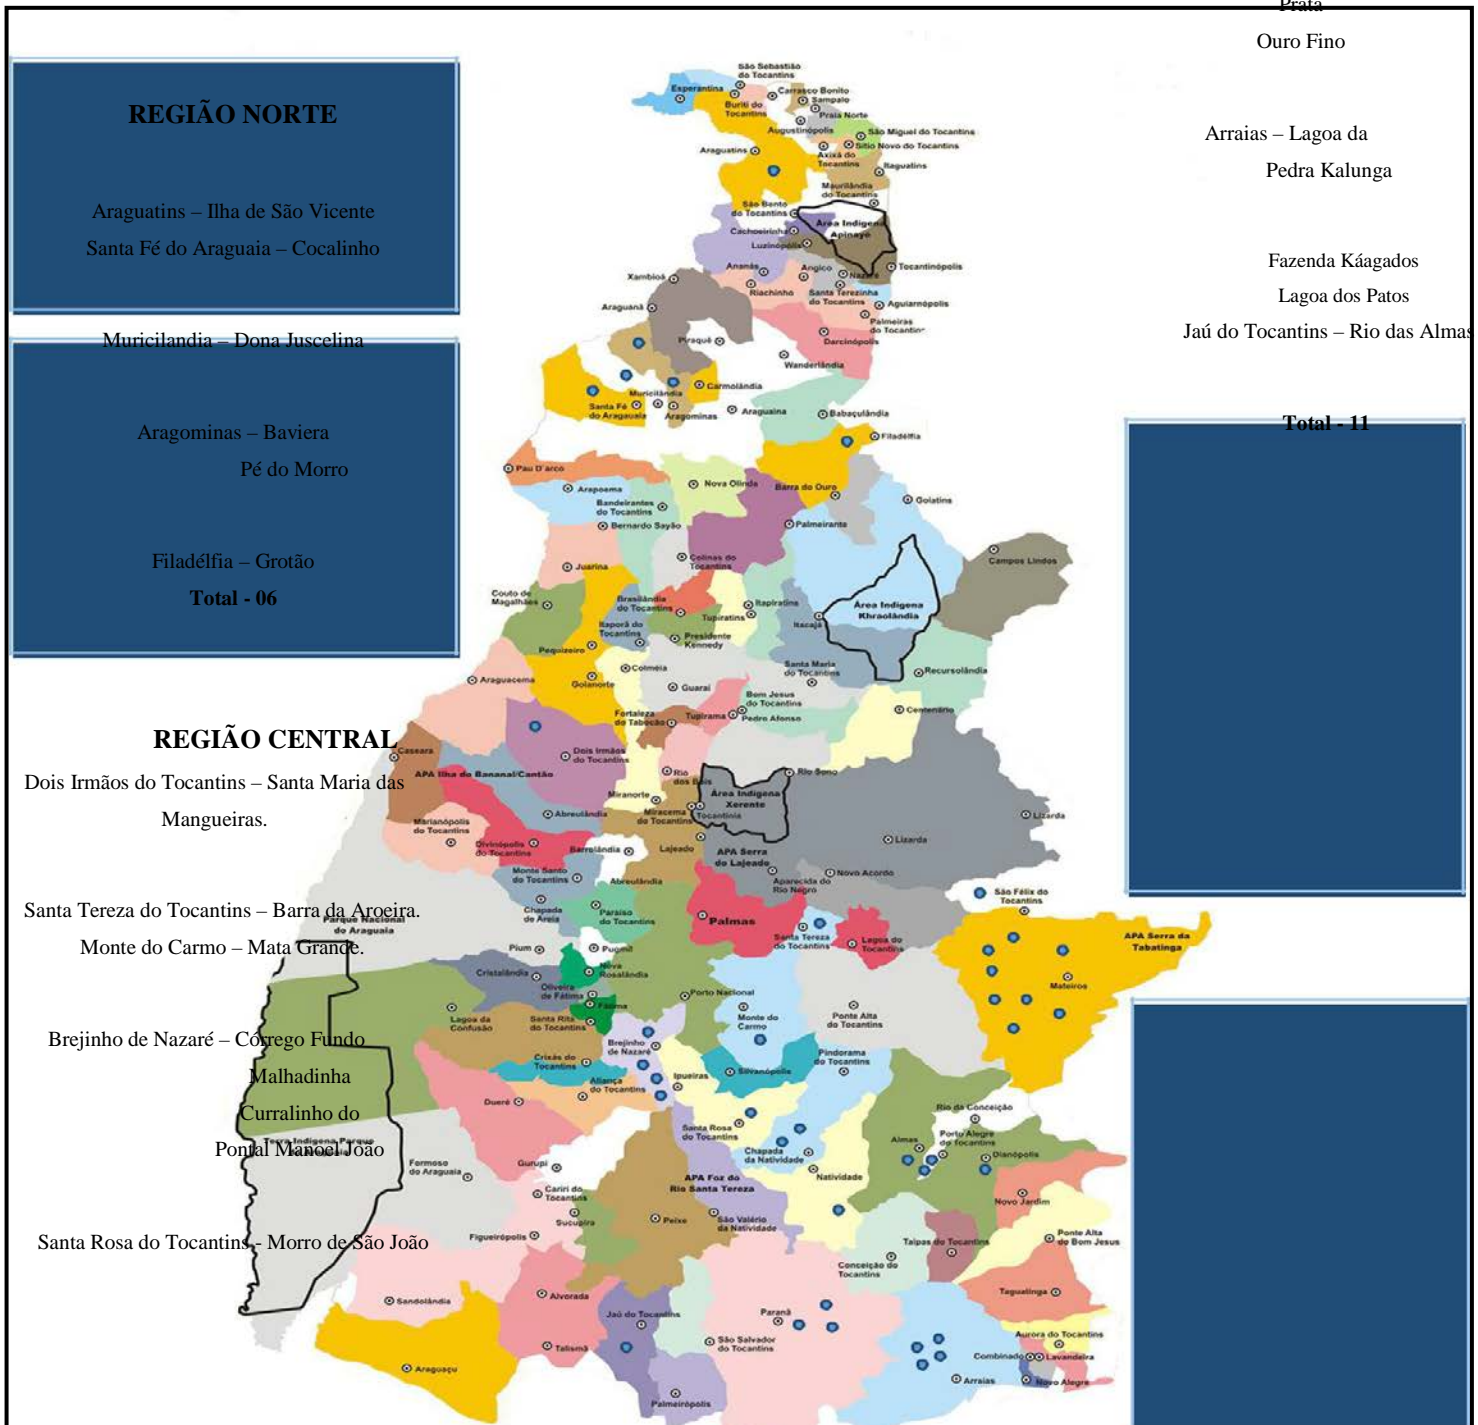 Prata
Ouro Fino
Arraias – Lagoa da
Pedra Kalunga
Fazenda Káagados
Lagoa dos Patos
Jaú do Tocantins – Rio das Almas
Total - 11
REGIÃO NORTE
Araguatins – Ilha de São Vicente
Santa Fé do Araguaia – Cocalinho
Muricilandia – Dona Juscelina
Aragominas – Baviera
Pé do Morro
Filadélfia – Grotão
Total - 06
REGIÃO CENTRAL
Dois Irmãos do Tocantins – Santa Maria das
Mangueiras.
Santa Tereza do Tocantins – Barra da Aroeira.
Monte do Carmo – Mata Grande.
Brejinho de Nazaré – Córrego Fundo
Malhadinha
Curralinho do
Pontal Manoel João
Santa Rosa do Tocantins - Morro de São João
São Sebastião
do Tocantins
Esperantina
Buriti do
Tocantins
Carrasco Bonito
Sampaio
Praia Norte
Augustinópolis
São Miguel do Tocantins
Sítio Novo do Tocantins
Araguatins
Axixá do
Tocantins
Itaguatins
Maurilândia
do Tocantins
São Bento
do Tocantins
Área Indígena
Apinayé
Cachoeirinha
Luzinópolis
Ananás
Angico
Nazaré
Tocantinópolis
Xambioá
Riachinho
Santa Terezinha
do Tocantins
Aguiarnópolis
Araguanã
Palmeiras
do Tocantins
Darcinópolis
Piraquê
Wanderlândia
Carmolândia
Muricilândia
Santa Fé
do Araguaia
Aragominas
Araguaína
Babaçulândia
Filadélfia
Pau D'arco
Arapoema
Nova Olinda
Barra do Ouro
Goiatins
Bandeirantes
do Tocantins
Bernardo Sayão
Palmeirante
Colinas do
Tocantins
Campos Lindos
Juarina
Couto de
Magalhães
Brasilândia
do Tocantins
Itapiratins
Tupiratins
Itacajá
Área Indígena
Khraolândia
Itaporã do
Tocantins
Presidente
Kennedy
Pequizeiro
Colméia
Santa Maria
do Tocantins
Recursolândia
Araguacema
Goianorte
Guaraí
Bom Jesus
do Tocantins
Fortaleza
do Tabocão
Tupirama
Pedro Afonso
Centenário
Caseara
Dois Irmãos
do Tocantins
APA Ilha do Bananal/Cantão
Rio
dos Bois
Área Indígena
Xerente
Rio Sono
Miranorte
Miracema
do Tocantins
Tocantínia
Abreulândia
Marianópolis
do Tocantins
Divinópolis
do Tocantins
Barrolândia
Lajeado
APA Serra
do Lajeado
Lizarda
Lizarda
Monte Santo
do Tocantins
Abreulândia
Aparecida do
Rio Negro
Novo Acordo
São Félix do
Tocantins
Chapada
de Areia
Paraíso
do Tocantins
Palmas
Santa Tereza
do Tocantins
Lagoa do
Tocantins
APA Serra da
Tabatinga
Parque Nacional
do Araguaia
Pium
Pugmil
Cristalândia
Nova
Rosalândia
Mateiros
Oliveira
de Fátima
Fátima
Porto Nacional
Lagoa da
Confusão
Santa Rita
do Tocantins
Monte do
Carmo
Ponte Alta
do Tocantins
Brejinho
de Nazaré
Crixás do
Tocantins
Silvanópolis
Pindorama
do Tocantins
Ipueiras
Aliança
do Tocantins
Dueré
Rio da Conceição
Santa Rosa
do Tocantins
Almas
Porto Alegre
do Tocantins
Dianópolis
Chapada
da Natividade
Natividade
Terra Indígena Parque
Formoso
do Araguaia
Gurupi
APA Foz do
Rio Santa Tereza
Cariri do
Tocantins
Novo Jardim
Sucupira
Peixe
São Valério
da Natividade
Figueirópolis
Taipas do Tocantins
Ponte Alta
do Bom Jesus
Conceição do
Tocantins
Sandolândia
Alvorada
Taguatinga
Jaú do Tocantins
Paranã
São Salvador
do Tocantins
Talismã
Aurora do Tocantins
Combinado
Lavandeira
Araguaçu
Arraias
Novo Alegre
Palmeirópolis